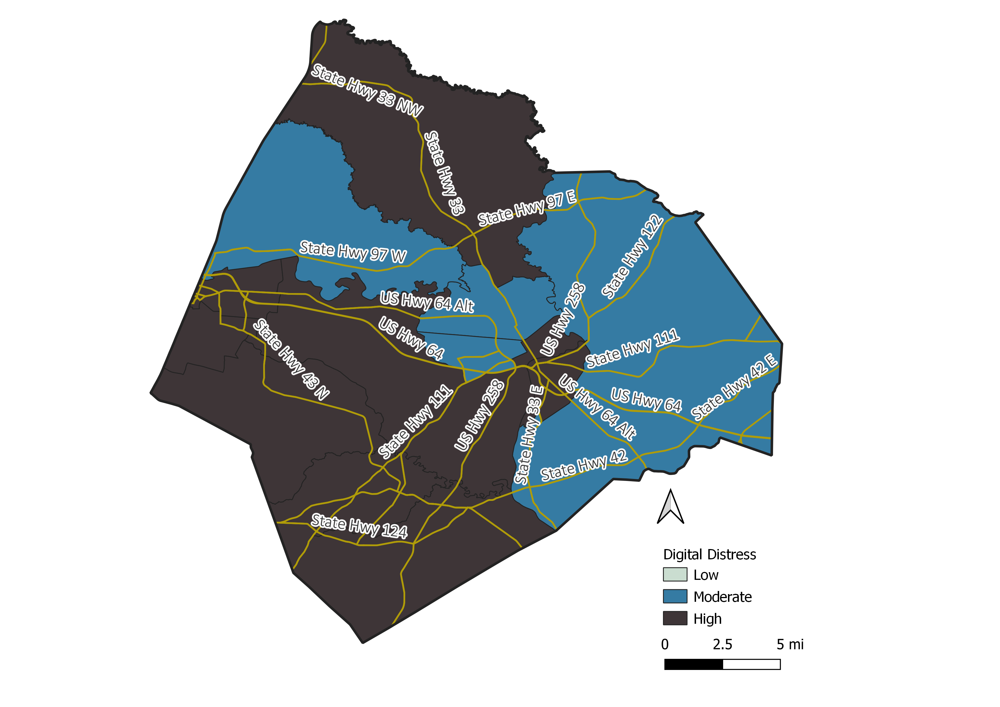 State Hwy 33 NW
State Hwy 33
State Hwy 97 E
State Hwy 122
State Hwy 97 W
US Hwy 258
US Hwy 64 Alt
US Hwy 64
State Hwy 111
State Hwy 43 N
State Hwy 42 E
US Hwy 64
US Hwy 64 Alt
State Hwy 111
US Hwy 258
State Hwy 33 E
State Hwy 42
State Hwy 124
Digital Distress
Low
Moderate
High
0 2.5 5 mi